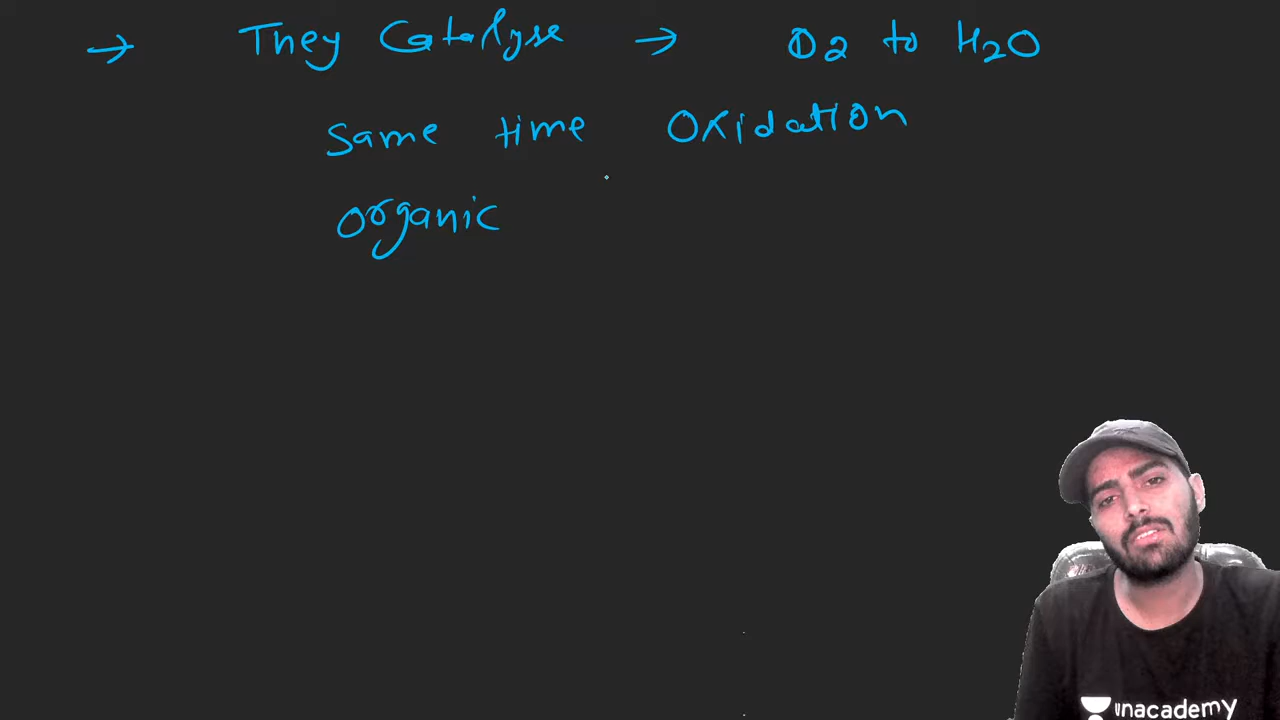 → They Catalyse → O2 to H2O
Same time Oxidation
organic
unacademy